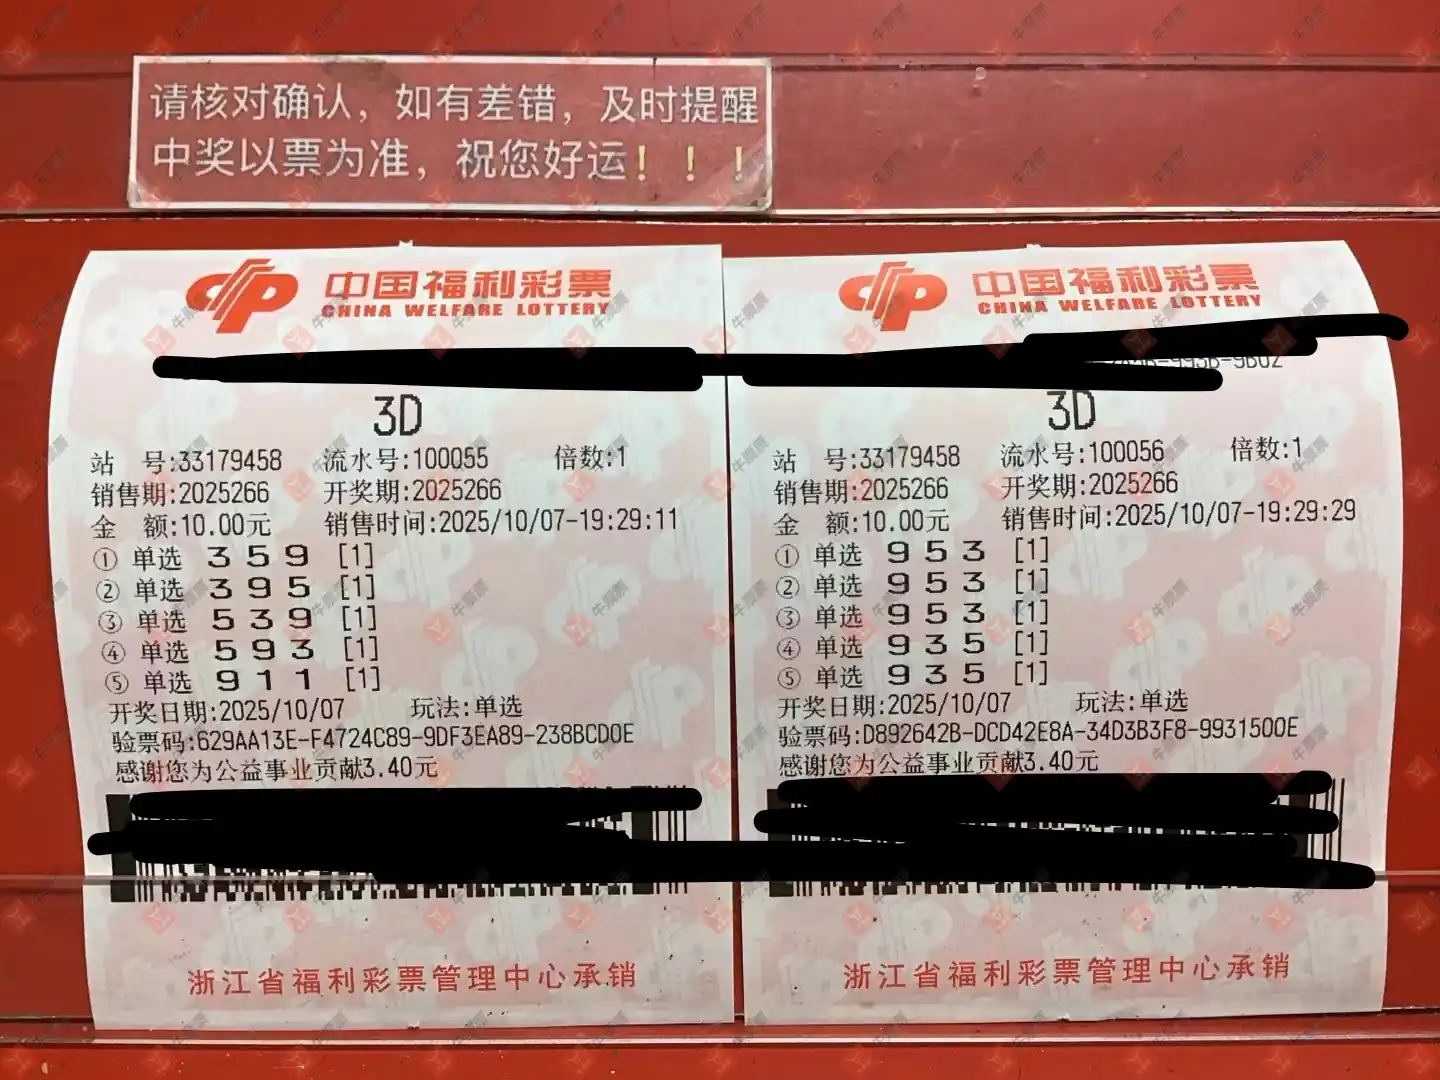 请核对确认，如有差错，及时提醒
中奖以票为准，祝您好运！！！
中国福利彩票
CHINA WELFARE LOTTERY
3D
站 号:33179458 流水号:100055 倍数:1
销售期:2025266 开奖期:2025266
金 额:10.00元 销售时间:2025/10/07-19:29:11
① 单选 3 5 9 [1]
② 单选 3 9 5 [1]
③ 单选 5 3 9 [1]
④ 单选 5 9 3 [1]
⑤ 单选 9 1 1 [1]
开奖日期:2025/10/07 玩法:单选
验票码:629AA13E-F4724C89-9DF3EA89-238BCD0E
感谢您为公益事业贡献3.40元
浙江省福利彩票管理中心承销
中国福利彩票
CHINA WELFARE LOTTERY
3D
站 号:33179458 流水号:100056 倍数:1
销售期:2025266 开奖期:2025266
金 额:10.00元 销售时间:2025/10/07-19:29:29
① 单选 9 5 3 [1]
② 单选 9 5 3 [1]
③ 单选 9 5 3 [1]
④ 单选 9 3 5 [1]
⑤ 单选 9 3 5 [1]
开奖日期:2025/10/07 玩法:单选
验票码:D892642B-DCD42E8A-34D3B3F8-9931500E
感谢您为公益事业贡献3.40元
浙江省福利彩票管理中心承销